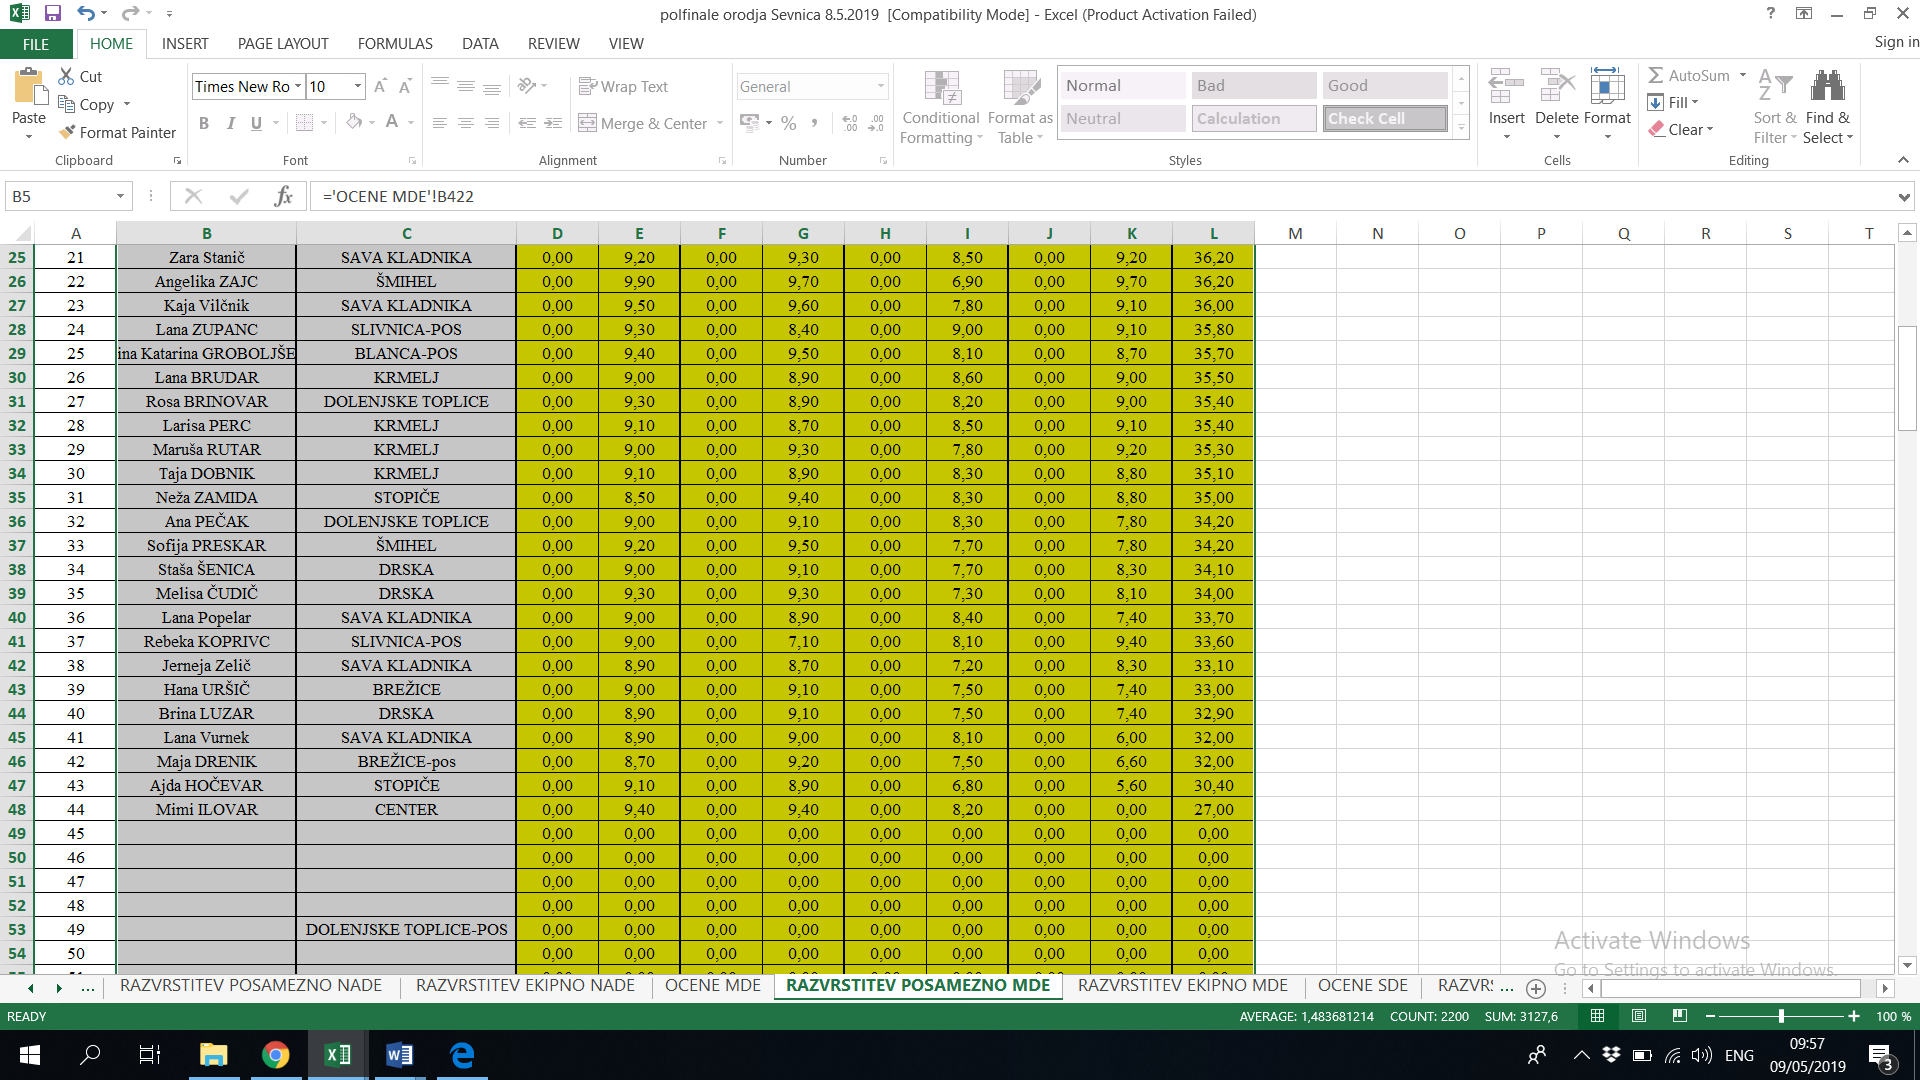 polfinale orodja Sevnica 8.5.2019 [Compatibility Mode] - Excel (Product Activation Failed)
FILE HOME INSERT PAGE LAYOUT FORMULAS DATA REVIEW VIEW Sign in
Paste Cut Copy Format Painter Clipboard
Times New Ro 10 B I U Font
Wrap Text Merge & Center Alignment
General % Number
Conditional Formatting Format as Table
Normal Bad Good
Neutral Calculation Check Cell
Styles
Insert Delete Format Cells
AutoSum Fill Clear Sort & Filter Find & Select Editing
B5 fx ='OCENE MDE'!B422
A B C D E F G H I J K L M N O P Q R S T
25 21 Zara Stanič SAVA KLADNIKA 0,00 9,20 0,00 9,30 0,00 8,50 0,00 9,20 36,20
26 22 Angelika ZAJC ŠMIHEL 0,00 9,90 0,00 9,70 0,00 6,90 0,00 9,70 36,20
27 23 Kaja Vilčnik SAVA KLADNIKA 0,00 9,50 0,00 9,60 0,00 7,80 0,00 9,10 36,00
28 24 Lana ZUPANC SLIVNICA-POS 0,00 9,30 0,00 8,40 0,00 9,00 0,00 9,10 35,80
29 25 ina Katarina GROBOLJŠE BLANCA-POS 0,00 9,40 0,00 9,50 0,00 8,10 0,00 8,70 35,70
30 26 Lana BRUDAR KRMELJ 0,00 9,00 0,00 8,90 0,00 8,60 0,00 9,00 35,50
31 27 Rosa BRINOVAR DOLENJSKE TOPLICE 0,00 9,30 0,00 8,90 0,00 8,20 0,00 9,00 35,40
32 28 Larisa PERC KRMELJ 0,00 9,10 0,00 8,70 0,00 8,50 0,00 9,10 35,40
33 29 Maruša RUTAR KRMELJ 0,00 9,00 0,00 9,30 0,00 7,80 0,00 9,20 35,30
34 30 Taja DOBNIK KRMELJ 0,00 9,10 0,00 8,90 0,00 8,30 0,00 8,80 35,10
35 31 Neža ZAMIDA STOPIČE 0,00 8,50 0,00 9,40 0,00 8,30 0,00 8,80 35,00
36 32 Ana PEČAK DOLENJSKE TOPLICE 0,00 9,00 0,00 9,10 0,00 8,30 0,00 7,80 34,20
37 33 Sofija PRESKAR ŠMIHEL 0,00 9,20 0,00 9,50 0,00 7,70 0,00 7,80 34,20
38 34 Staša ŠENICA DRSKA 0,00 9,00 0,00 9,10 0,00 7,70 0,00 8,30 34,10
39 35 Melisa ČUDIČ DRSKA 0,00 9,30 0,00 9,30 0,00 7,30 0,00 8,10 34,00
40 36 Lana Popelar SAVA KLADNIKA 0,00 9,00 0,00 8,90 0,00 8,40 0,00 7,40 33,70
41 37 Rebeka KOPRIVC SLIVNICA-POS 0,00 9,00 0,00 7,10 0,00 8,10 0,00 9,40 33,60
42 38 Jerneja Zelič SAVA KLADNIKA 0,00 8,90 0,00 8,70 0,00 7,20 0,00 8,30 33,10
43 39 Hana URŠIČ BREŽICE 0,00 9,00 0,00 9,10 0,00 7,50 0,00 7,40 33,00
44 40 Brina LUZAR DRSKA 0,00 8,90 0,00 9,10 0,00 7,50 0,00 7,40 32,90
45 41 Lana Vurnek SAVA KLADNIKA 0,00 8,90 0,00 9,00 0,00 8,10 0,00 6,00 32,00
46 42 Maja DRENIK BREŽICE-pos 0,00 8,70 0,00 9,20 0,00 7,50 0,00 6,60 32,00
47 43 Ajda HOČEVAR STOPIČE 0,00 9,10 0,00 8,90 0,00 6,80 0,00 5,60 30,40
48 44 Mimi ILOVAR CENTER 0,00 9,40 0,00 9,40 0,00 8,20 0,00 0,00 27,00
49 45 0,00 0,00 0,00 0,00 0,00 0,00 0,00 0,00 0,00
50 46 0,00 0,00 0,00 0,00 0,00 0,00 0,00 0,00 0,00
51 47 0,00 0,00 0,00 0,00 0,00 0,00 0,00 0,00 0,00
52 48 0,00 0,00 0,00 0,00 0,00 0,00 0,00 0,00 0,00
53 49 DOLENJSKE TOPLICE-POS 0,00 0,00 0,00 0,00 0,00 0,00 0,00 0,00 0,00
54 50 0,00 0,00 0,00 0,00 0,00 0,00 0,00 0,00 0,00
Activate Windows
Go to Settings to activate Windows.
... RAZVRSTITEV POSAMEZNO NADE RAZVRSTITEV EKIPNO NADE OCENE MDE RAZVRSTITEV POSAMEZNO MDE RAZVRSTITEV EKIPNO MDE OCENE SDE RAZVRS ...
READY AVERAGE: 1,483681214 COUNT: 2200 SUM: 3127,6 100 %
ENG 09:57
09/05/2019 3